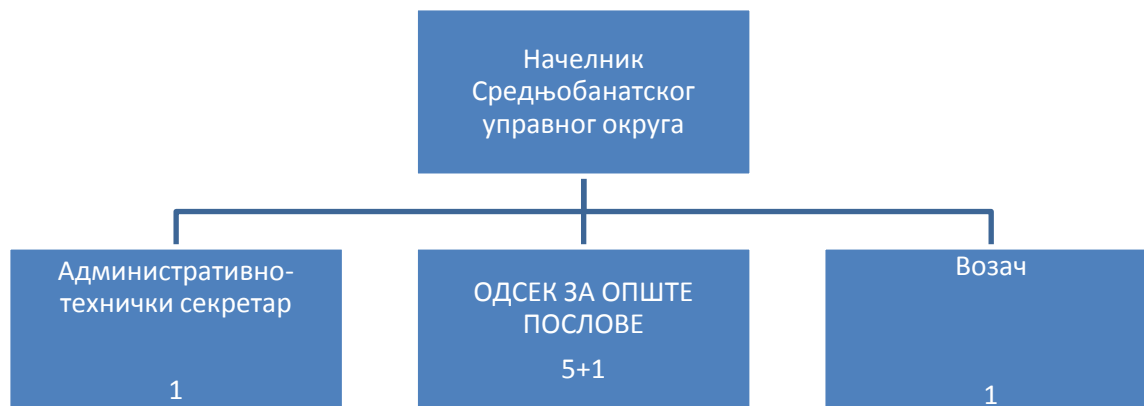 Начелник
Средњобанатског
управног округа
Административно-
технички секретар
1
ОДСЕК ЗА ОПШТЕ
ПОСЛОВЕ
5+1
Возач
1